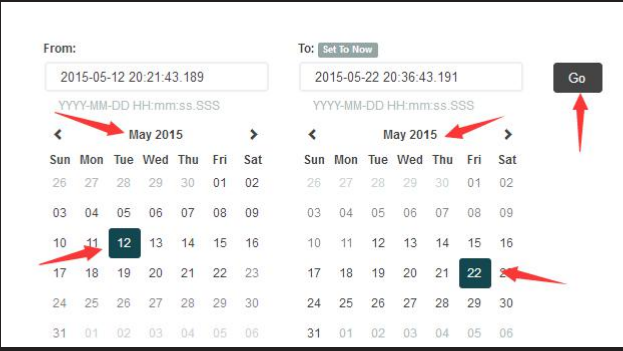 From:
2015-05-12 20:21:43.189
YYYY-MM-DD HH:mm:ss.SSS
May 2015
Sun Mon Tue Wed Thu Fri Sat
26 27 28 29 30 01 02
03 04 05 06 07 08 09
10 11 12 13 14 15 16
17 18 19 20 21 22 23
24 25 26 27 28 29 30
31 01 02 03 04 05 06
To: Set To Now
2015-05-22 20:36:43.191
YYYY-MM-DD HH:mm:ss.SSS
May 2015
Sun Mon Tue Wed Thu Fri Sat
26 27 28 29 30 01 02
03 04 05 06 07 08 09
10 11 12 13 14 15 16
17 18 19 20 21 22 23
24 25 26 27 28 29 30
31 01 02 03 04 05 06
Go